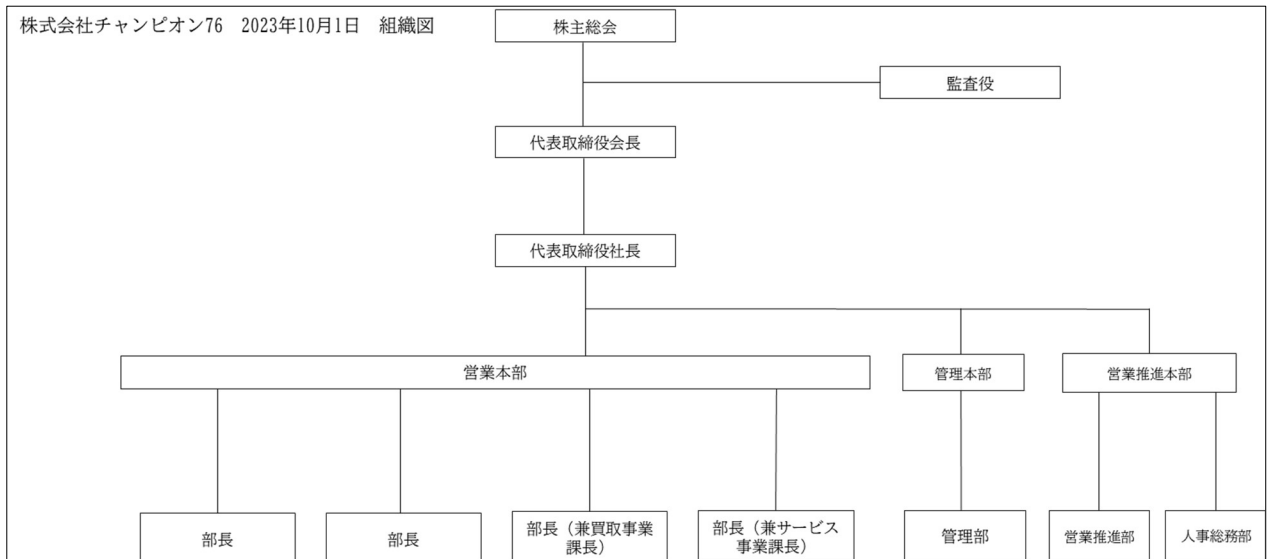 株式会社チャンピオン76　2023年10月1日　組織図
株主総会
監査役
代表取締役会長
代表取締役社長
営業本部
管理本部
営業推進本部
部長
部長
部長（兼買取事業
課長）
部長（兼サービス
事業課長）
管理部
営業推進部
人事総務部